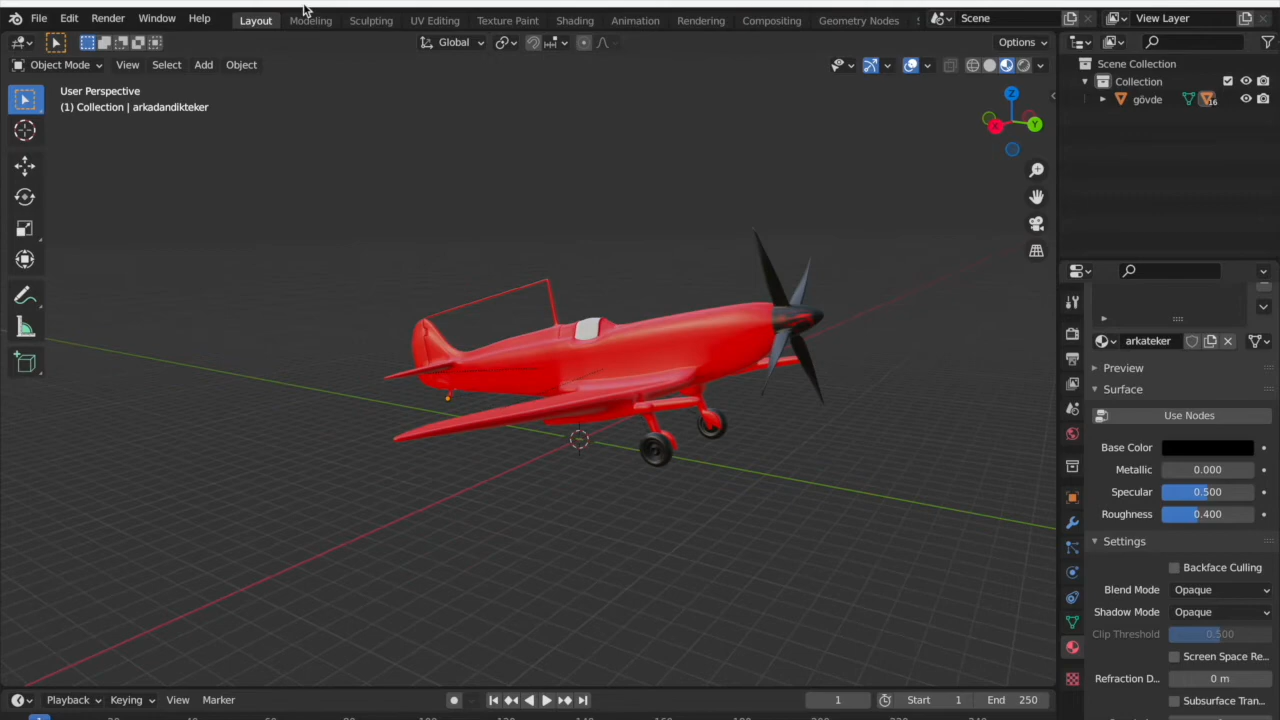 File Edit Render Window Help Layout Modeling Sculpting UV Editing Texture Paint Shading Animation Rendering Compositing Geometry Nodes Scene View Layer
Global Options
Object Mode View Select Add Object
User Perspective
(1) Collection | arkadandikteker
Z
X
Y
Scene Collection
Collection
gövde 16
arkateker
Preview
Surface
Use Nodes
Base Color
Metallic 0.000
Specular 0.500
Roughness 0.400
Settings
Backface Culling
Blend Mode Opaque
Shadow Mode Opaque
Clip Threshold 0.500
Screen Space Re...
Refraction D... 0 m
Subsurface Tran...
Playback Keying View Marker 1 Start 1 End 250